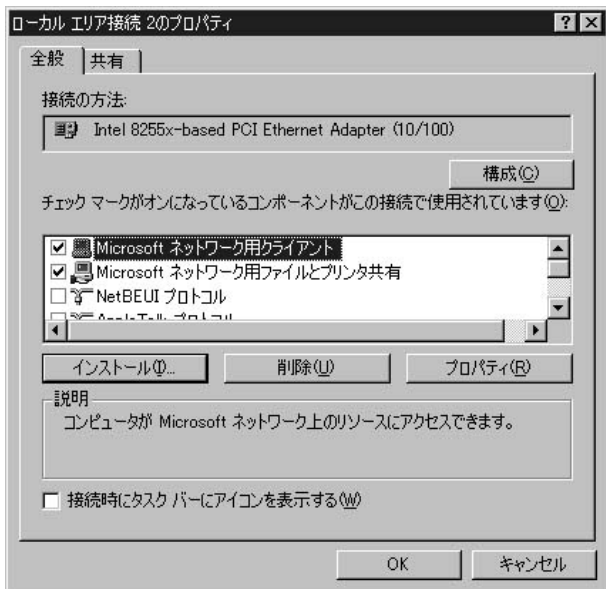 ローカル エリア接続 2のプロパティ
全般
共有
接続の方法:
Intel 8255x-based PCI Ethernet Adapter (10/100)
構成(C)
チェック マークがオンになっているコンポーネントがこの接続で使用されています(O):
Microsoft ネットワーク用クライアント
Microsoft ネットワーク用ファイルとプリンタ共有
NetBEUI プロトコル
AppleTalk プロトコル
インストール(I)...
削除(U)
プロパティ(R)
説明
コンピュータが Microsoft ネットワーク上のリソースにアクセスできます。
接続時にタスク バーにアイコンを表示する(W)
OK
キャンセル